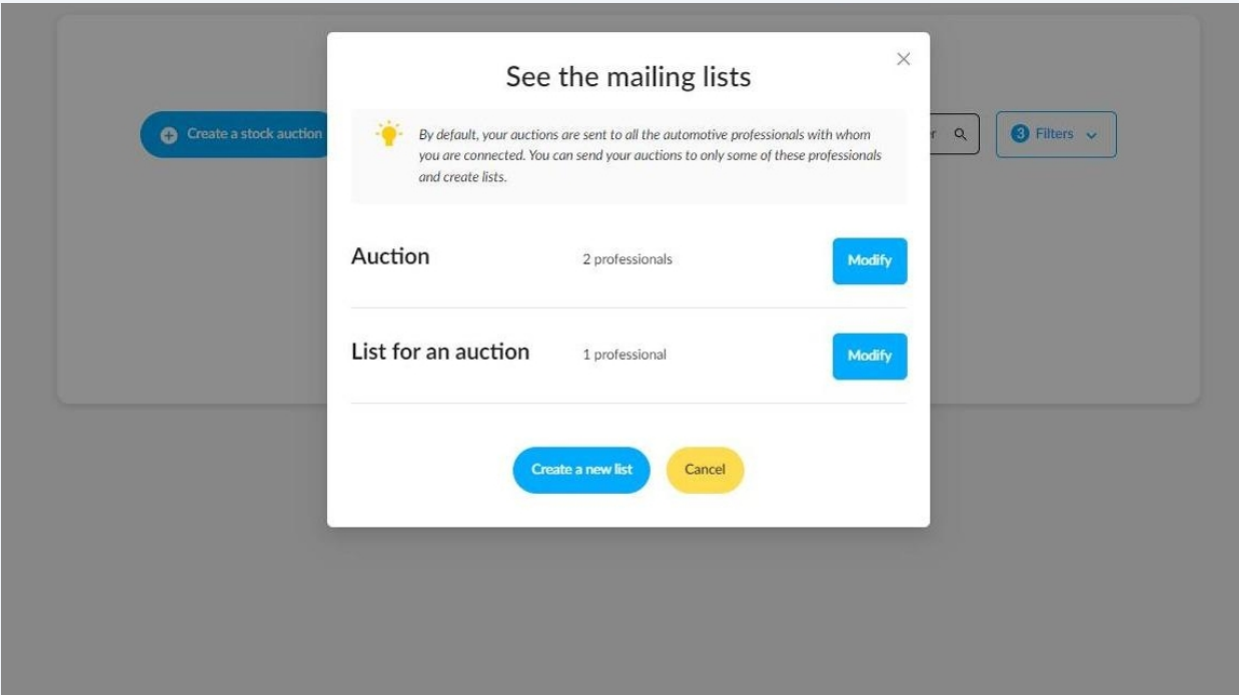 See the mailing lists
Create a stock auction
By default, your auctions are sent to all the automotive professionals with whom
you are connected. You can send your auctions to only some of these professionals
and create lists.
3 Filters
Auction 2 professionals Modify
List for an auction 1 professional Modify
Create a new list Cancel